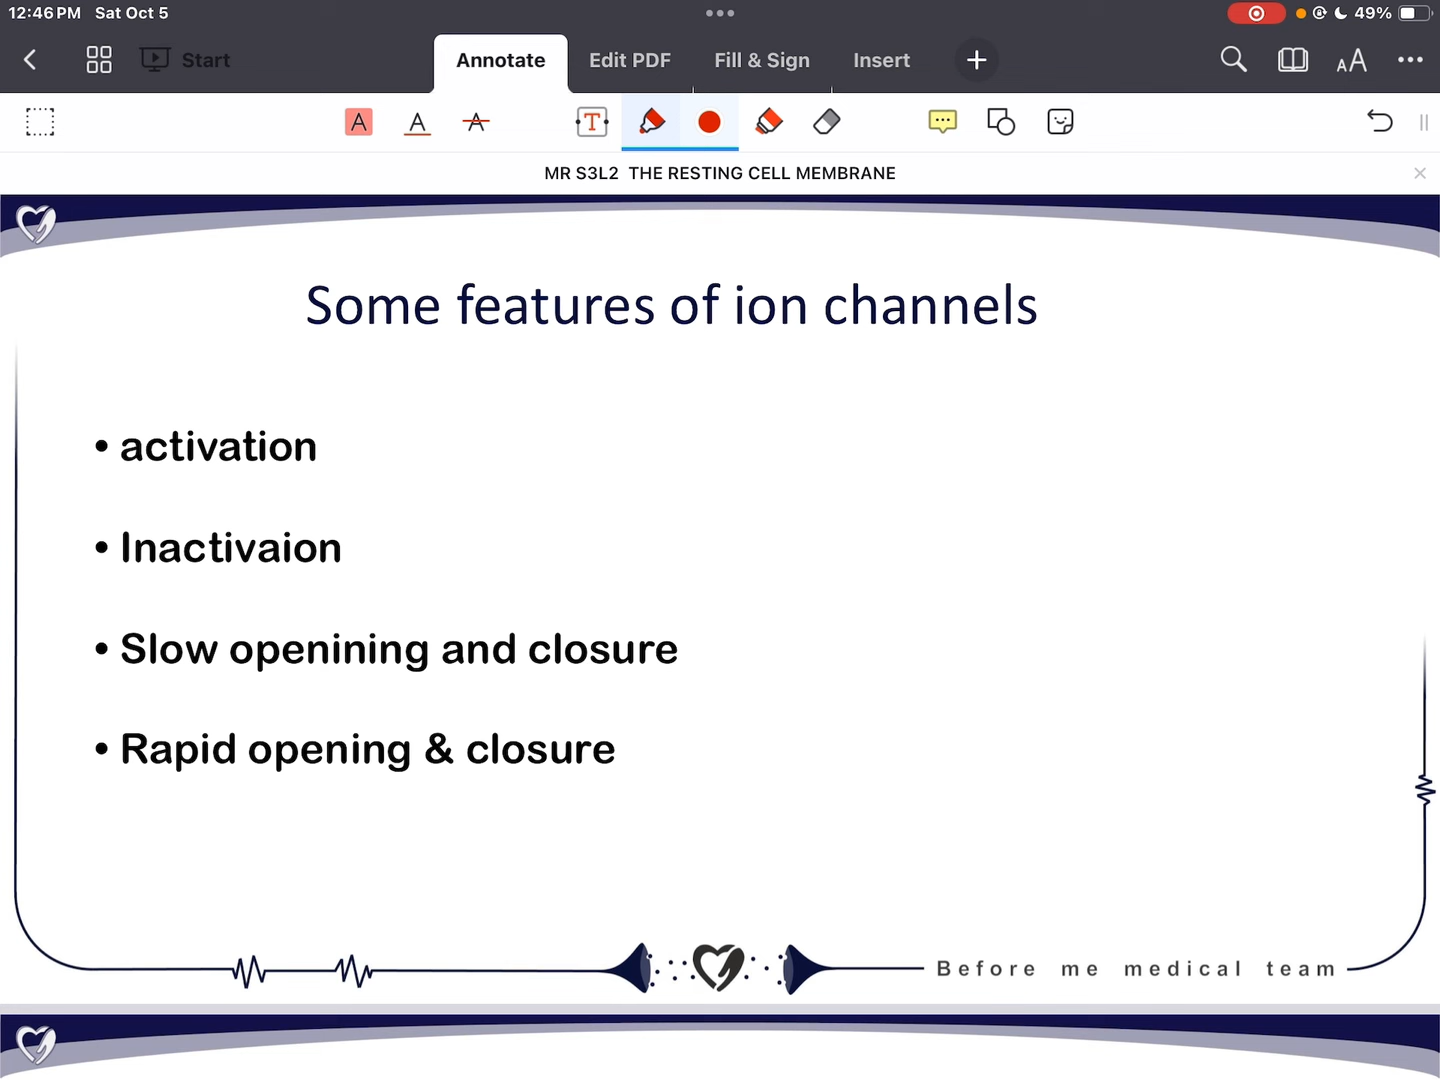 12:46 PM Sat Oct 5
49%
Start
Annotate
Edit PDF
Fill & Sign
Insert
AA
A A A T
MR S3L2 THE RESTING CELL MEMBRANE
Some features of ion channels
• activation
• Inactivaion
• Slow openining and closure
• Rapid opening & closure
Before me medical team